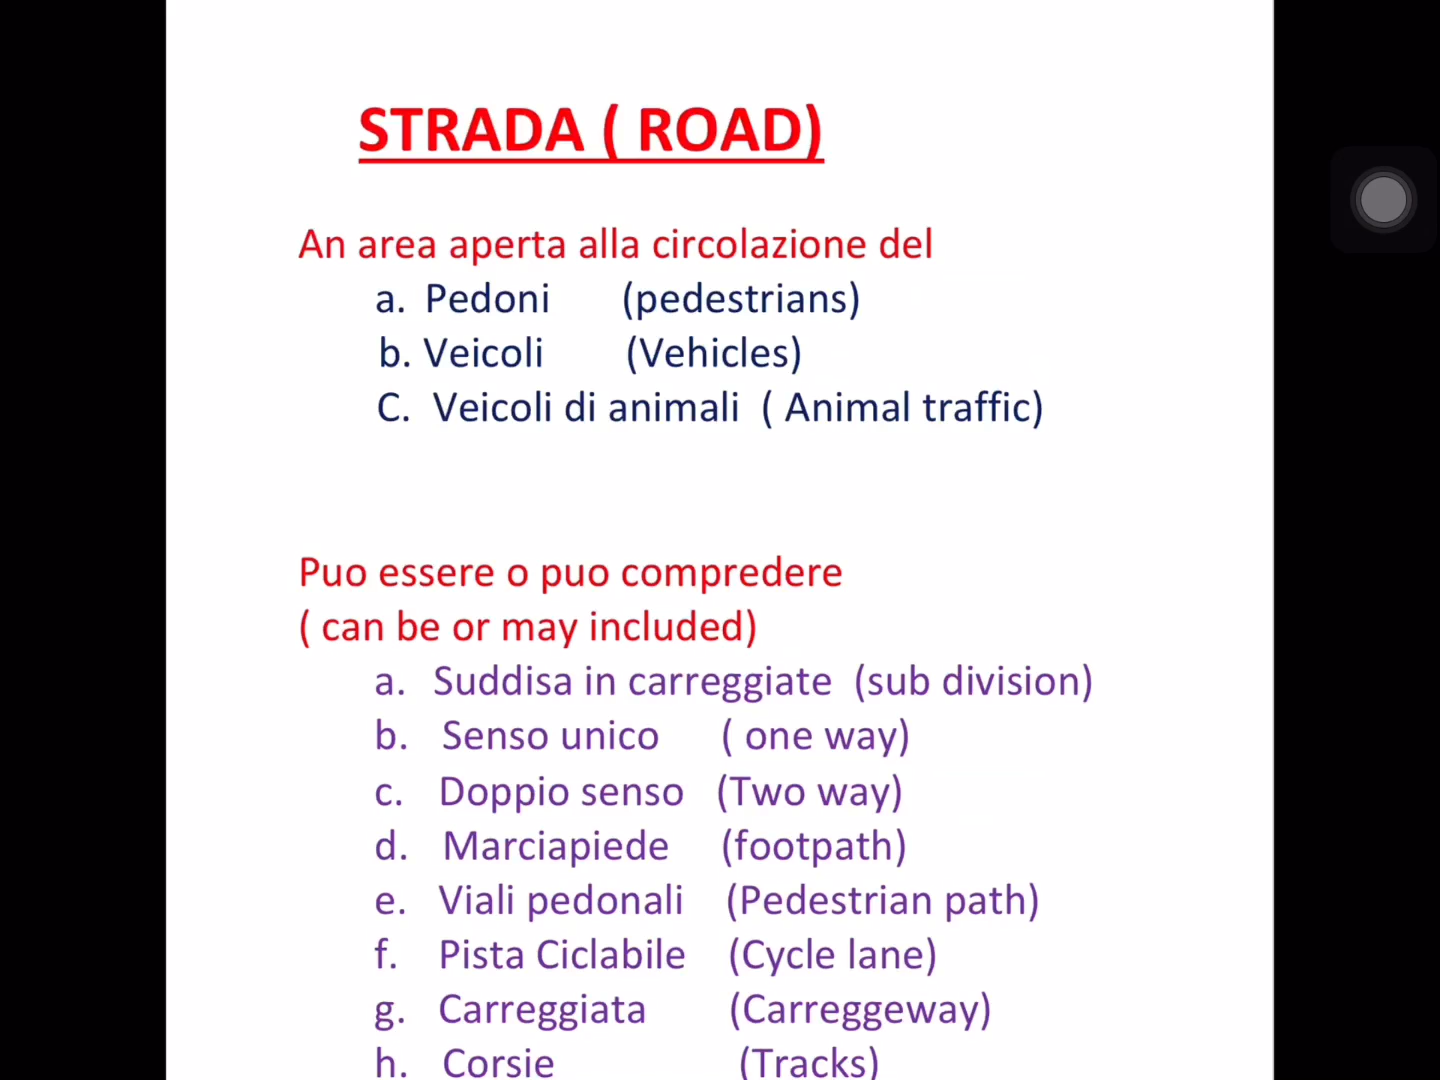 STRADA ( ROAD)
An area aperta alla circolazione del
a. Pedoni (pedestrians)
b. Veicoli (Vehicles)
C. Veicoli di animali ( Animal traffic)
Puo essere o puo compredere
( can be or may included)
a. Suddisa in carreggiate (sub division)
b. Senso unico ( one way)
c. Doppio senso (Two way)
d. Marciapiede (footpath)
e. Viali pedonali (Pedestrian path)
f. Pista Ciclabile (Cycle lane)
g. Carreggiata (Carreggeway)
h. Corsie (Tracks)